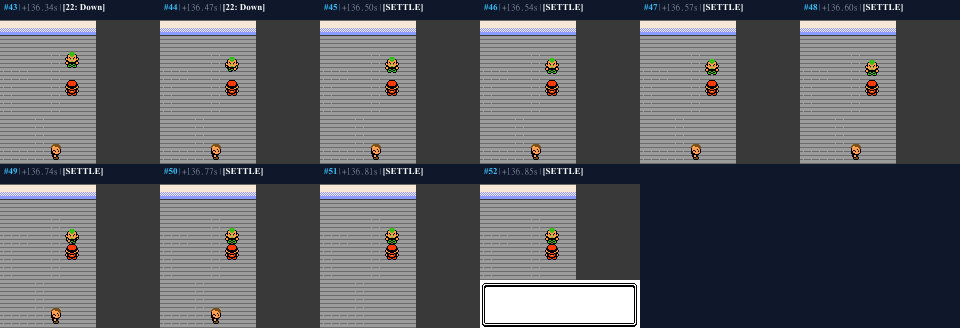 #43|+136.34s|[22: Down]
#44|+136.47s|[22: Down]
#45|+136.50s|[SETTLE]
#46|+136.54s|[SETTLE]
#47|+136.57s|[SETTLE]
#48|+136.60s|[SETTLE]
#49|+136.74s|[SETTLE]
#50|+136.77s|[SETTLE]
#51|+136.81s|[SETTLE]
#52|+136.85s|[SETTLE]